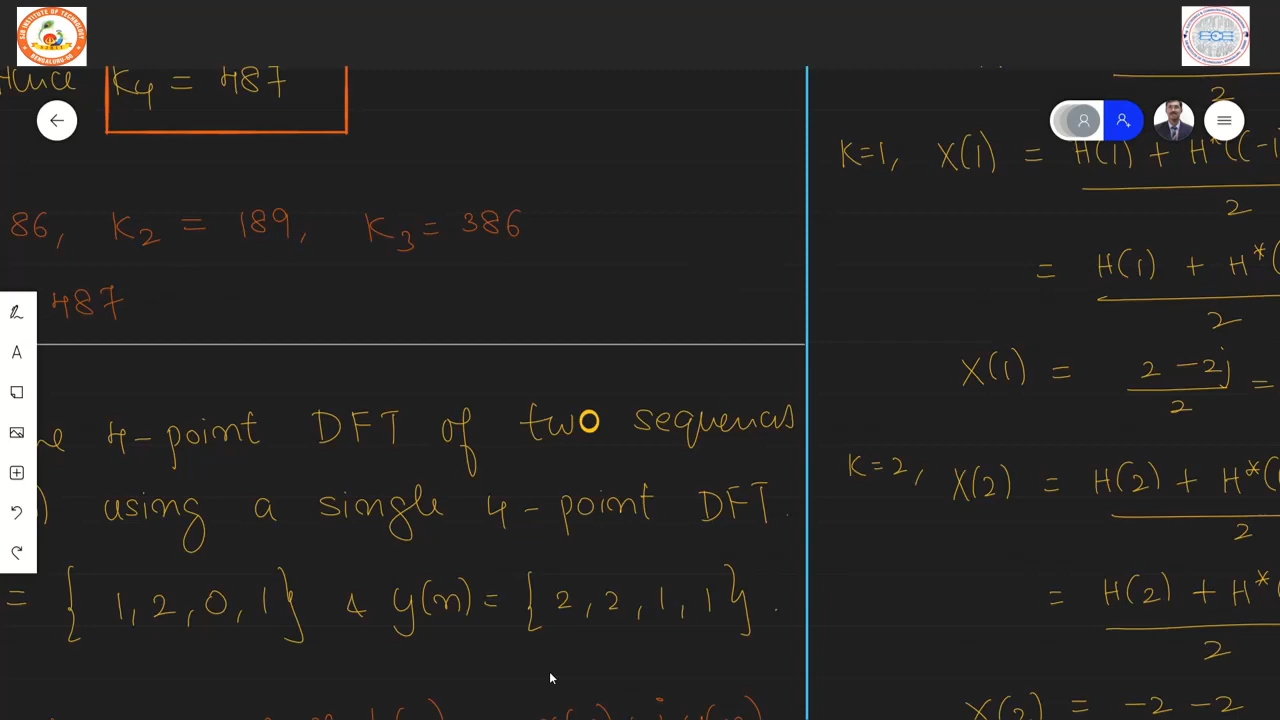 Hence K4 = 487
86, K2 = 189, K3 = 386
487
4-point DFT of two sequences
) using a single 4-point DFT.
= { 1, 2, 0, 1 } & y(n) = { 2, 2, 1, 1 }.
2
K=1, X(1) = H(1) + H*((-1
2
= H(1) + H*(
2
X(1) = 2 - 2j =
2
K=2, X(2) = H(2) + H*(
2
= H(2) + H*
2
X(2) = -2 -2